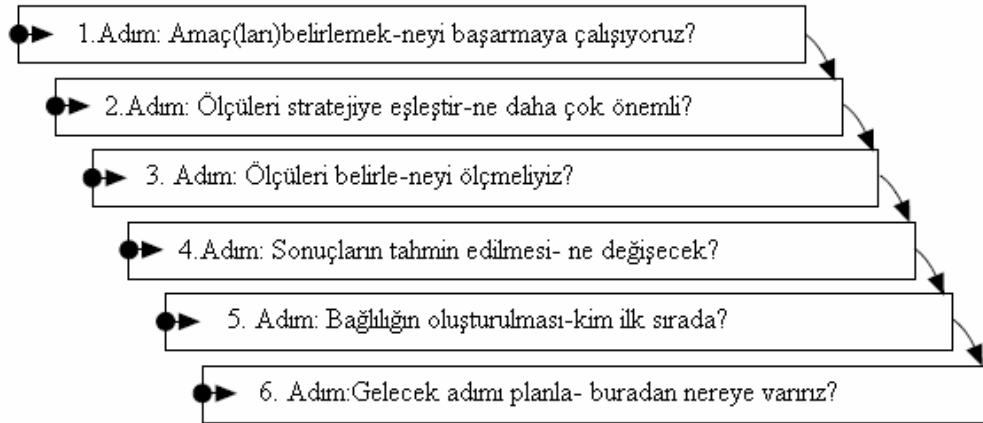 1.Adım: Amaç(ları)belirlemek-neyi başarmaya çalışıyoruz?
2.Adım: Ölçüleri stratejiye eşleştir-ne daha çok önemli?
3. Adım: Ölçüleri belirle-neyi ölçmeliyiz?
4.Adım: Sonuçların tahmin edilmesi- ne değişecek?
5. Adım: Bağlılığın oluşturulması-kim ilk sırada?
6. Adım:Gelecek adımı planla- buradan nereye varırız?